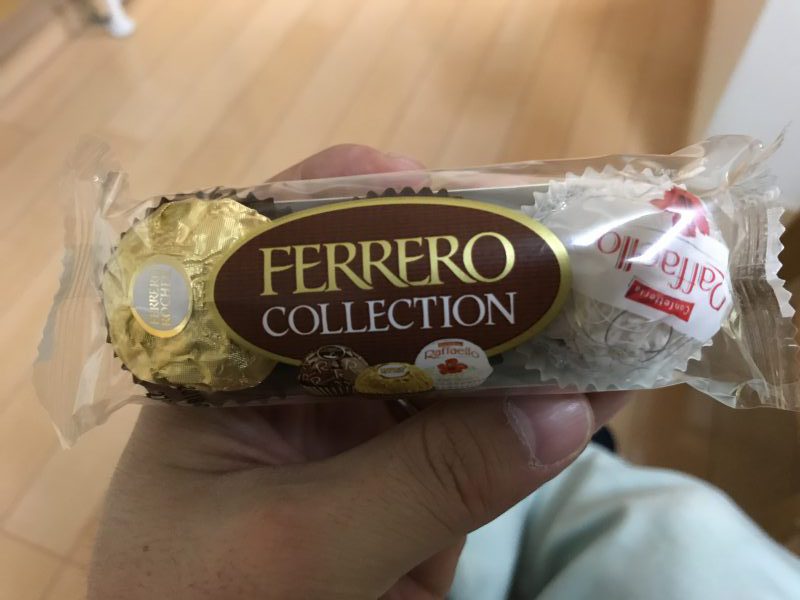 FERRERO
COLLECTION
FERRERO
ROCHER
Raffaello
Confetteria
Raffaello